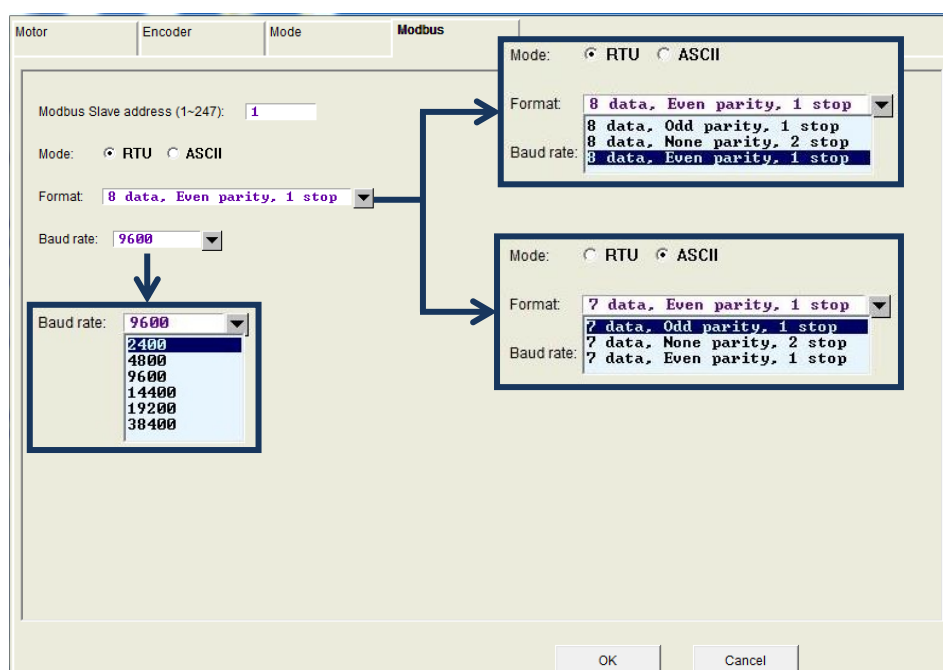 Motor Encoder Mode Modbus
Modbus Slave address (1~247): 1
Mode: RTU ASCII
Format: 8 data, Even parity, 1 stop
Baud rate: 9600
Baud rate: 9600
2400
4800
9600
14400
19200
38400
Mode: RTU ASCII
Format: 8 data, Even parity, 1 stop
8 data, Odd parity, 1 stop
8 data, None parity, 2 stop
Baud rate: 8 data, Even parity, 1 stop
Mode: RTU ASCII
Format: 7 data, Even parity, 1 stop
7 data, Odd parity, 1 stop
7 data, None parity, 2 stop
Baud rate: 7 data, Even parity, 1 stop
OK Cancel